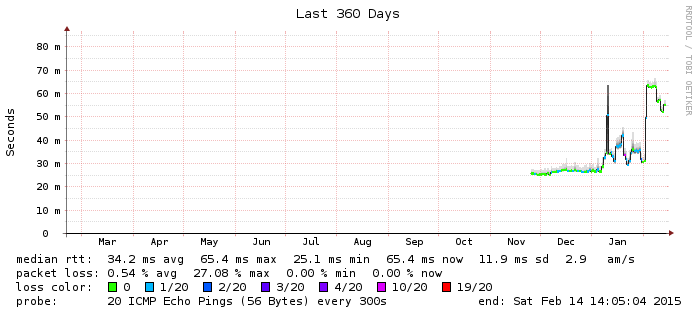 Last 360 Days
RRDTOOL / TOBI OETIKER
Seconds
80 m
70 m
60 m
50 m
40 m
30 m
20 m
10 m
0
Mar Apr May Jun Jul Aug Sep Oct Nov Dec Jan
median rtt: 34.2 ms avg 65.4 ms max 25.1 ms min 65.4 ms now 11.9 ms sd 2.9 am/s
packet loss: 0.54 % avg 27.08 % max 0.00 % min 0.00 % now
loss color: 0 1/20 2/20 3/20 4/20 10/20 19/20
probe: 20 ICMP Echo Pings (56 Bytes) every 300s end: Sat Feb 14 14:05:04 2015